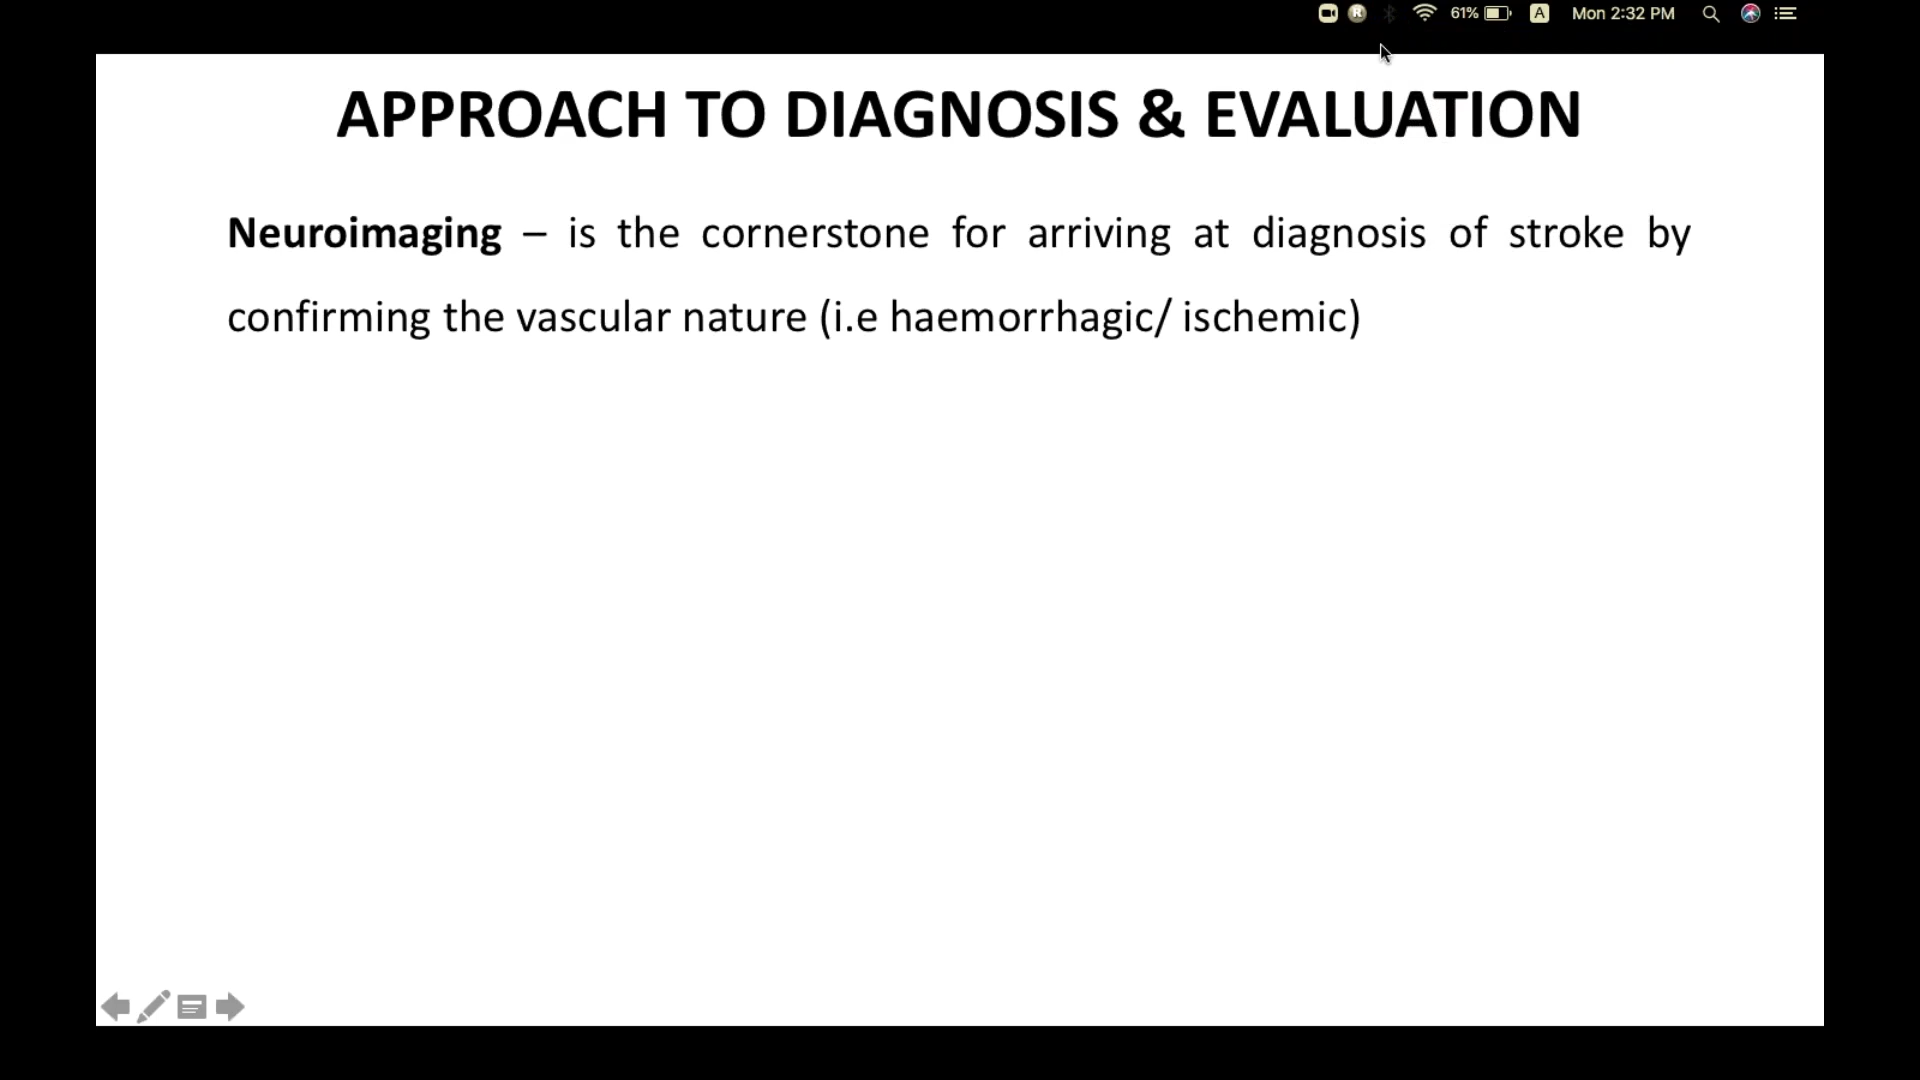 R 61% A Mon 2:32 PM
APPROACH TO DIAGNOSIS & EVALUATION
Neuroimaging – is the cornerstone for arriving at diagnosis of stroke by
confirming the vascular nature (i.e haemorrhagic/ ischemic)